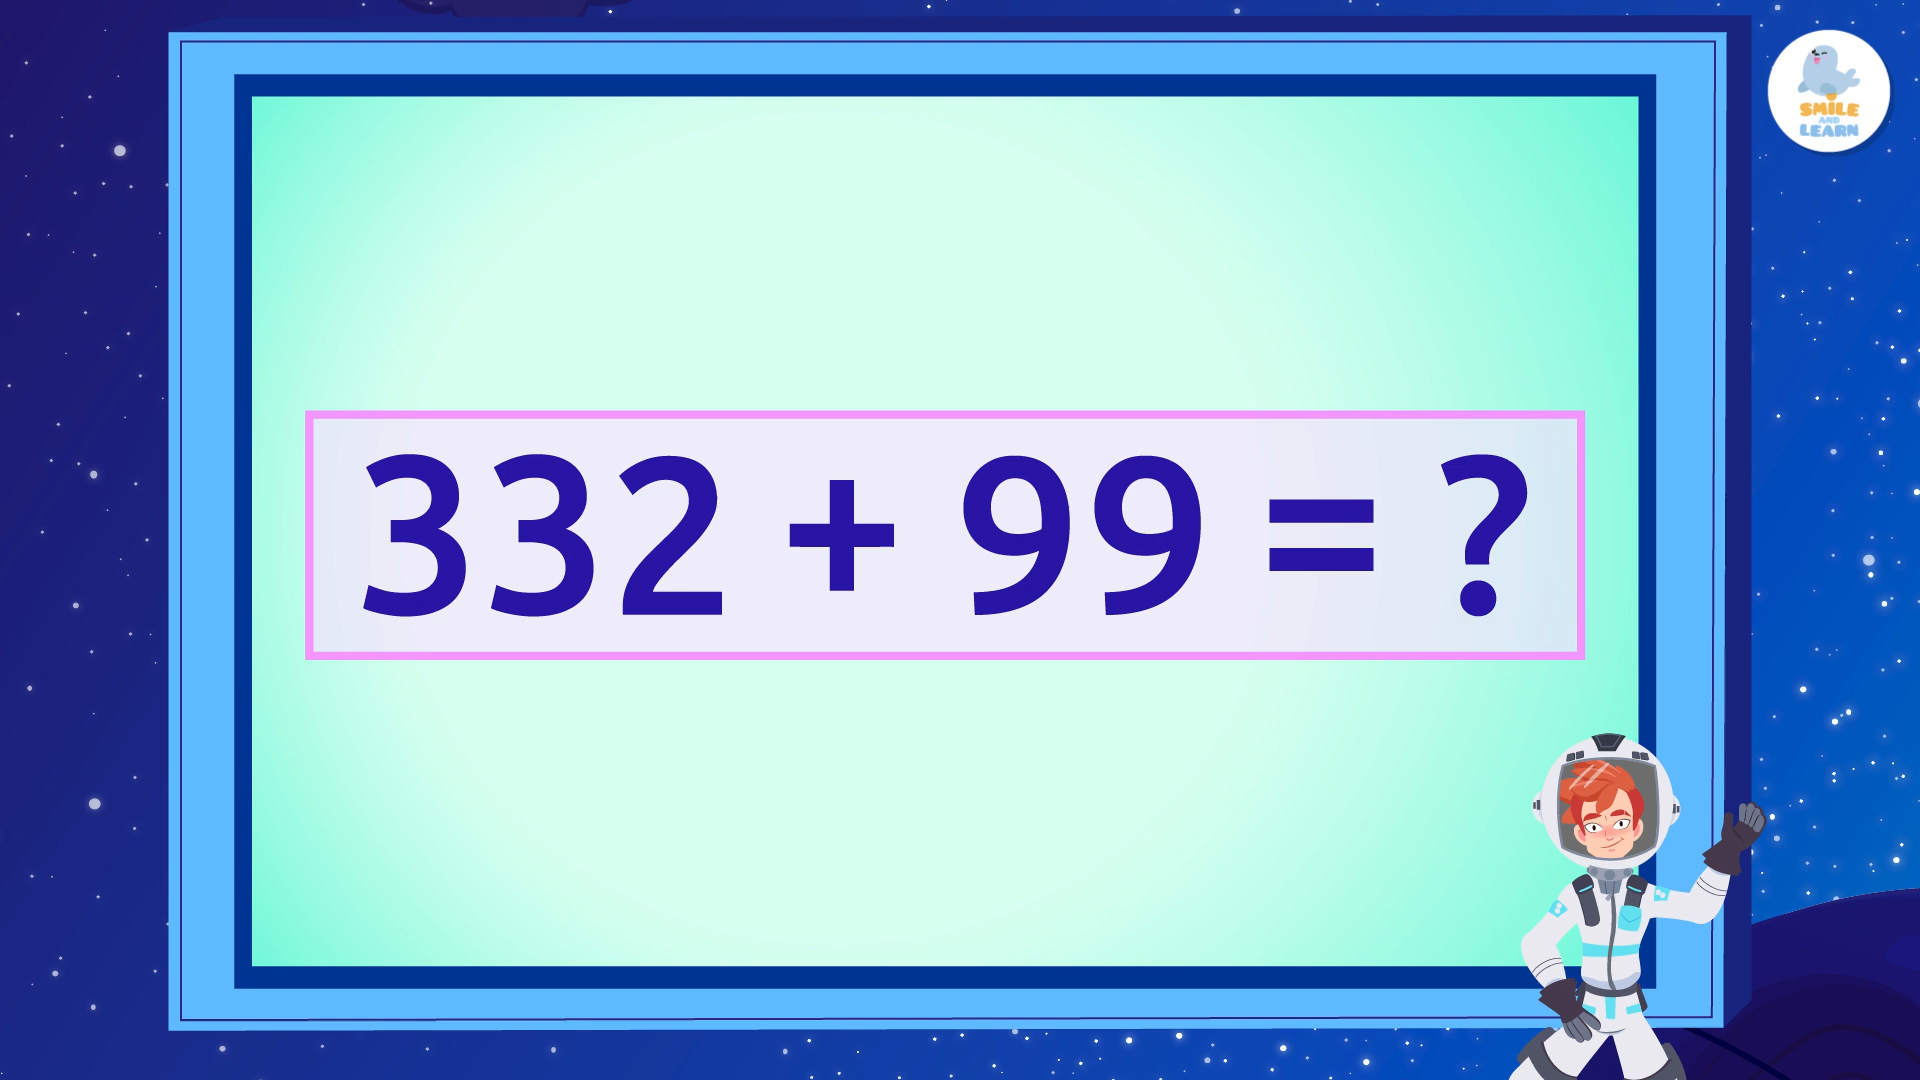 SMILE
AND
LEARN
332 + 99 = ?